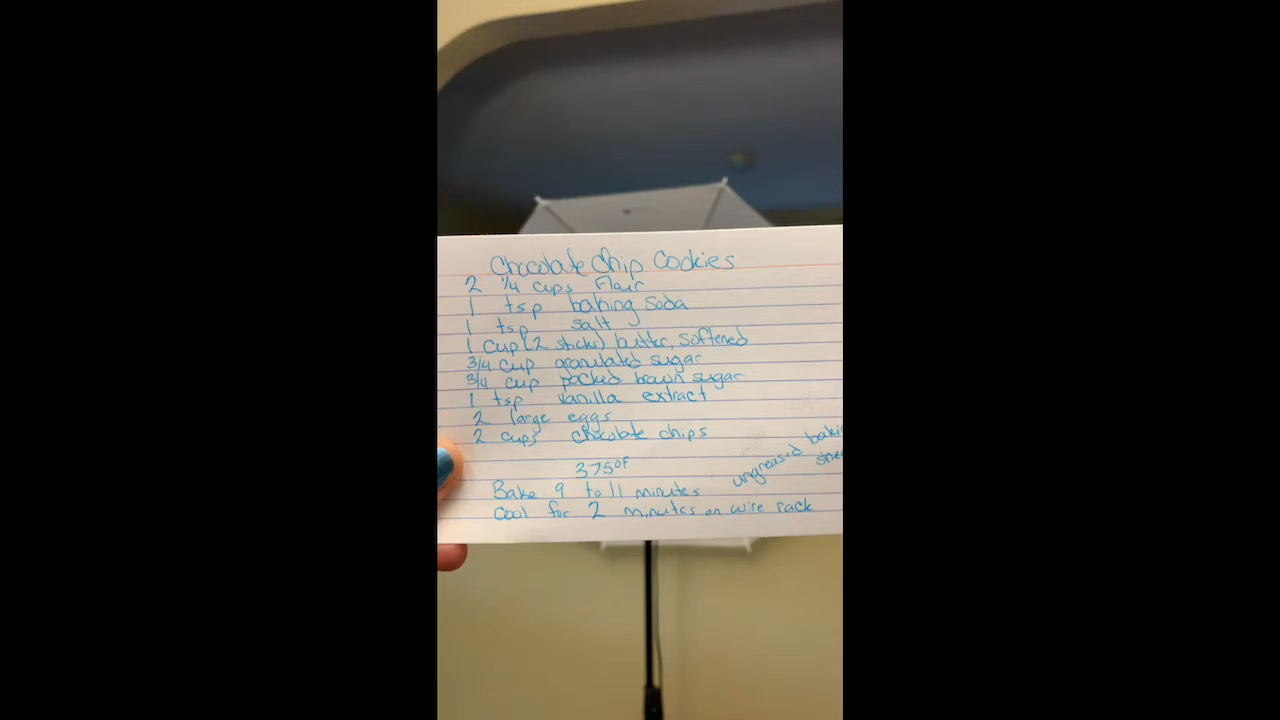 Chocolate Chip Cookies
2 1/4 cups Flair
1 tsp baking soda
1 tsp salt
1 cup (2 sticks) butter, softened
3/4 cup granulated sugar
3/4 cup packed brown sugar
1 tsp vanilla extract
2 large eggs
2 cups chocolate chips
375°F
ungreased
Bake 9 to 11 minutes
Cool for 2 minutes on wire rack